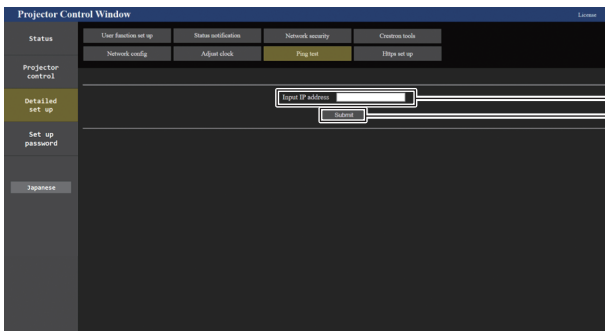 Projector Control Window
License
Status
User function set up
Status notification
Network security
Crestron tools
Network config
Adjust clock
Ping test
Https set up
Projector
control
Detailed
set up
Input IP address
Submit
Set up
password
Japanese